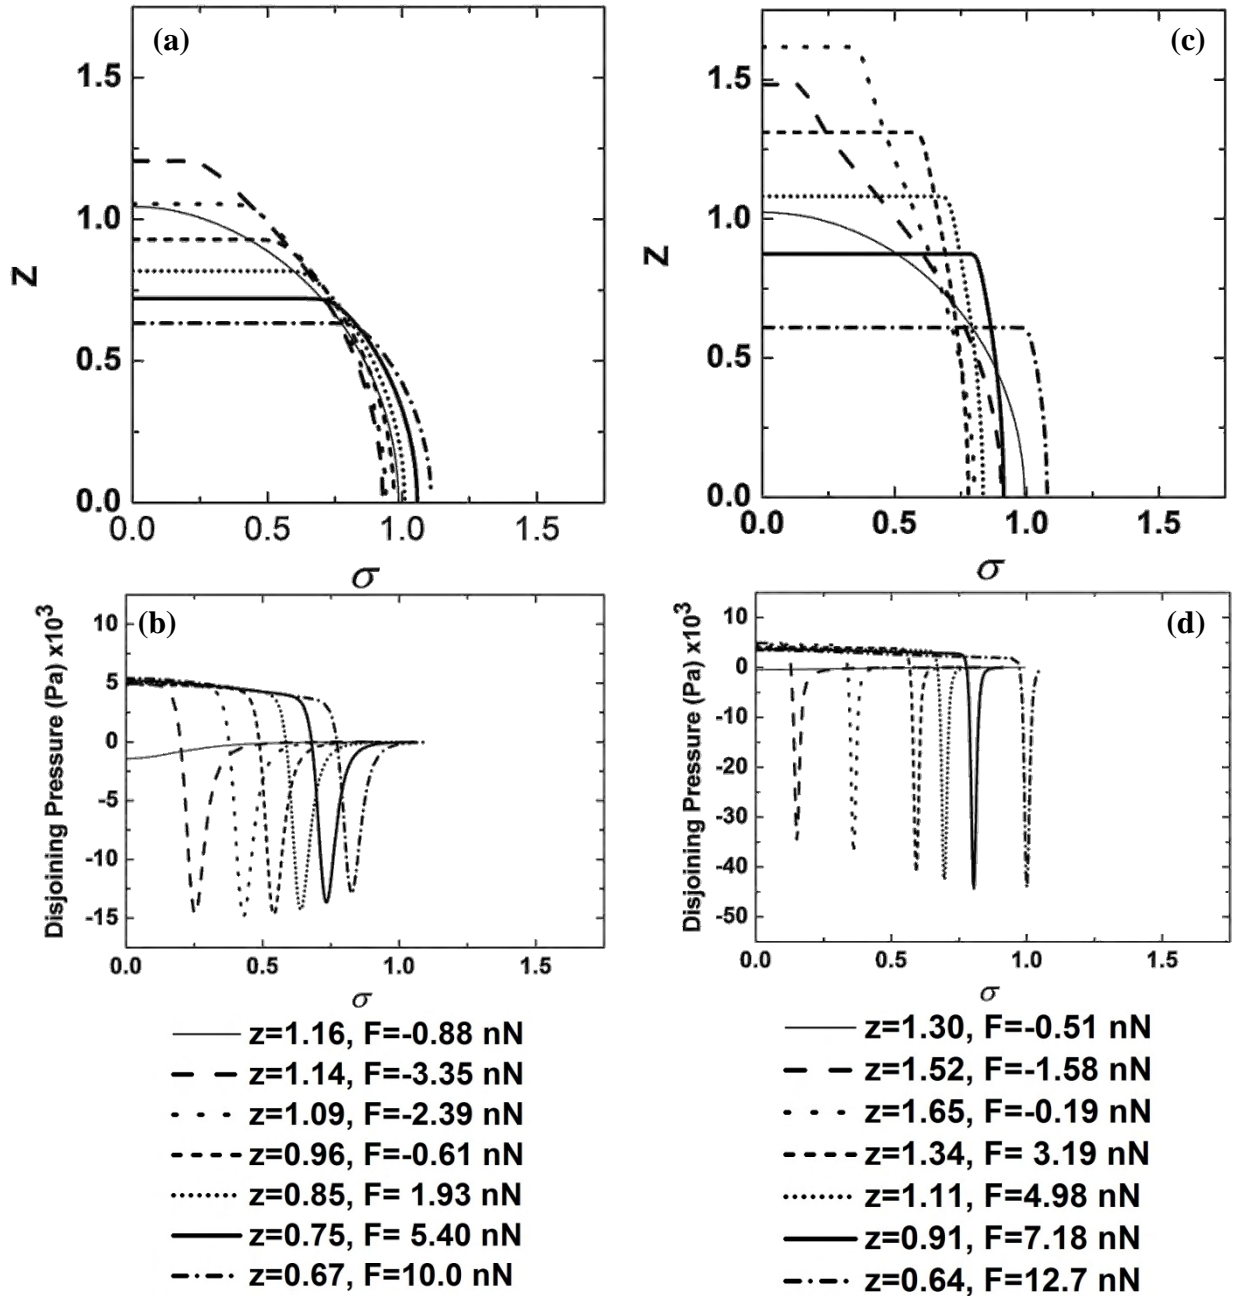 (a)
1.5
1.0
0.5
0.0
Z
0.0 0.5 1.0 1.5
σ
(c)
1.5
1.0
0.5
0.0
Z
0.0 0.5 1.0 1.5
σ
(b)
10
5
0
-5
-10
-15
Disjoining Pressure (Pa) x10³
0.0 0.5 1.0 1.5
σ
(d)
10
0
-10
-20
-30
-40
-50
Disjoining Pressure (Pa) x10³
0.0 0.5 1.0 1.5
σ
z=1.16, F=-0.88 nN
z=1.14, F=-3.35 nN
z=1.09, F=-2.39 nN
z=0.96, F=-0.61 nN
z=0.85, F= 1.93 nN
z=0.75, F= 5.40 nN
z=0.67, F=10.0 nN
z=1.30, F=-0.51 nN
z=1.52, F=-1.58 nN
z=1.65, F=-0.19 nN
z=1.34, F= 3.19 nN
z=1.11, F=4.98 nN
z=0.91, F=7.18 nN
z=0.64, F=12.7 nN